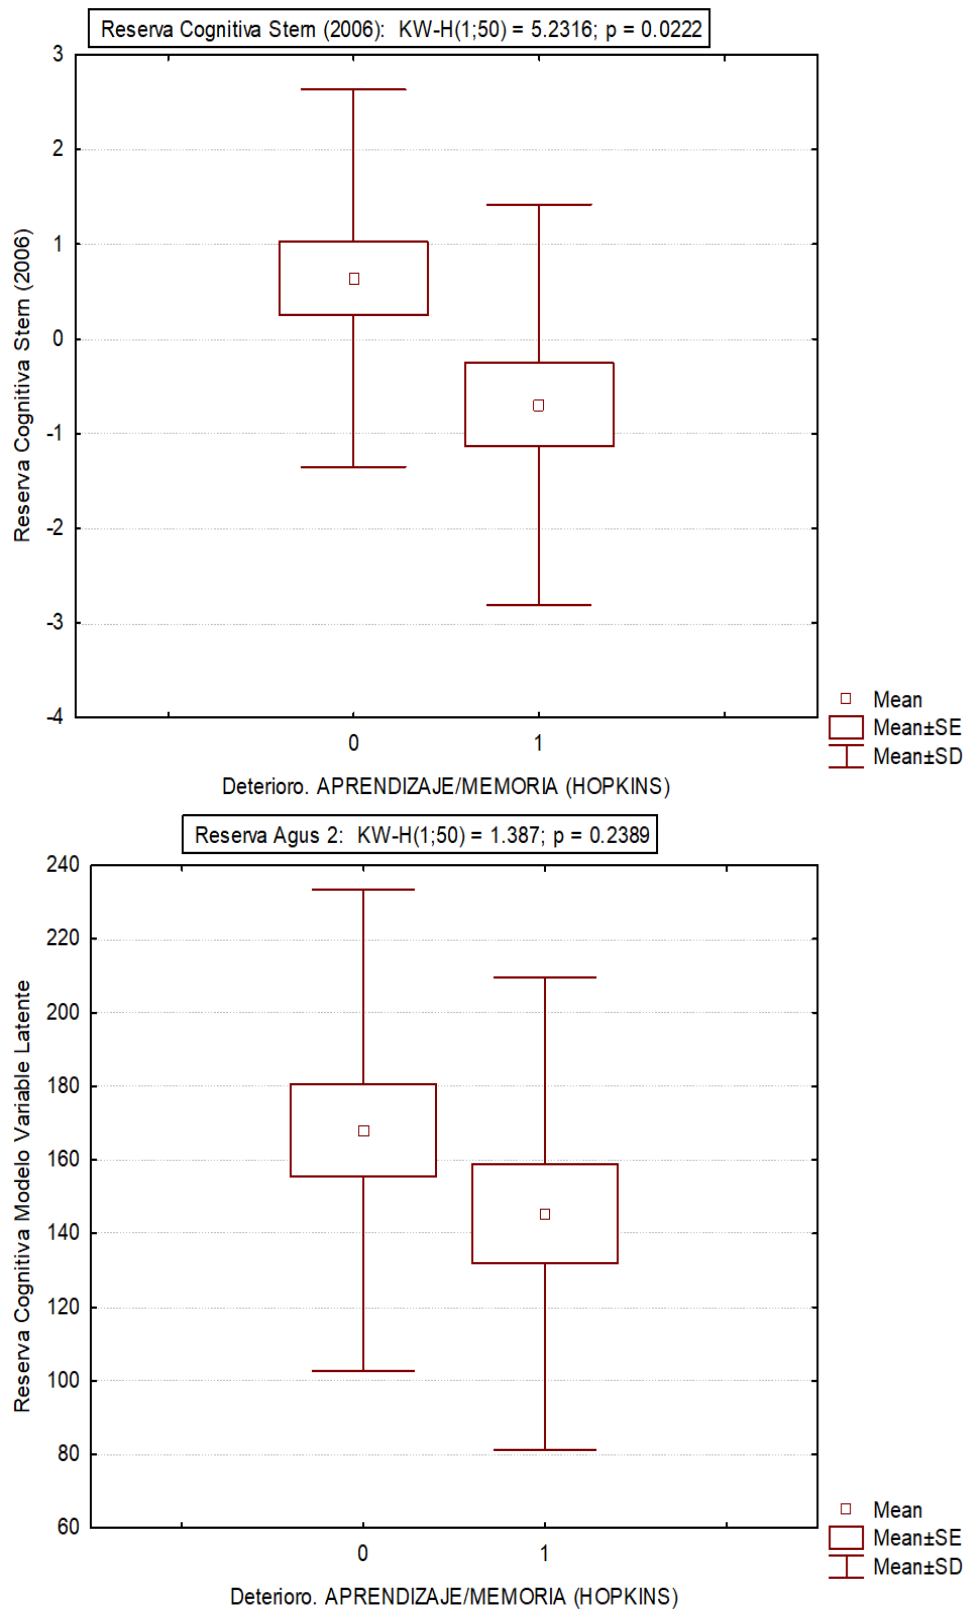 Reserva Cognitiva Stern (2006):  KW-H(1;50) = 5.2316; p = 0.0222
3
2
1
0
-1
-2
-3
-4
Reserva Cognitiva Stern (2006)
0 1
Deterioro. APRENDIZAJE/MEMORIA (HOPKINS)
Mean
Mean±SE
Mean±SD
Reserva Agus 2:  KW-H(1;50) = 1.387; p = 0.2389
240
220
200
180
160
140
120
100
80
60
Reserva Cognitiva Modelo Variable Latente
0 1
Deterioro. APRENDIZAJE/MEMORIA (HOPKINS)
Mean
Mean±SE
Mean±SD